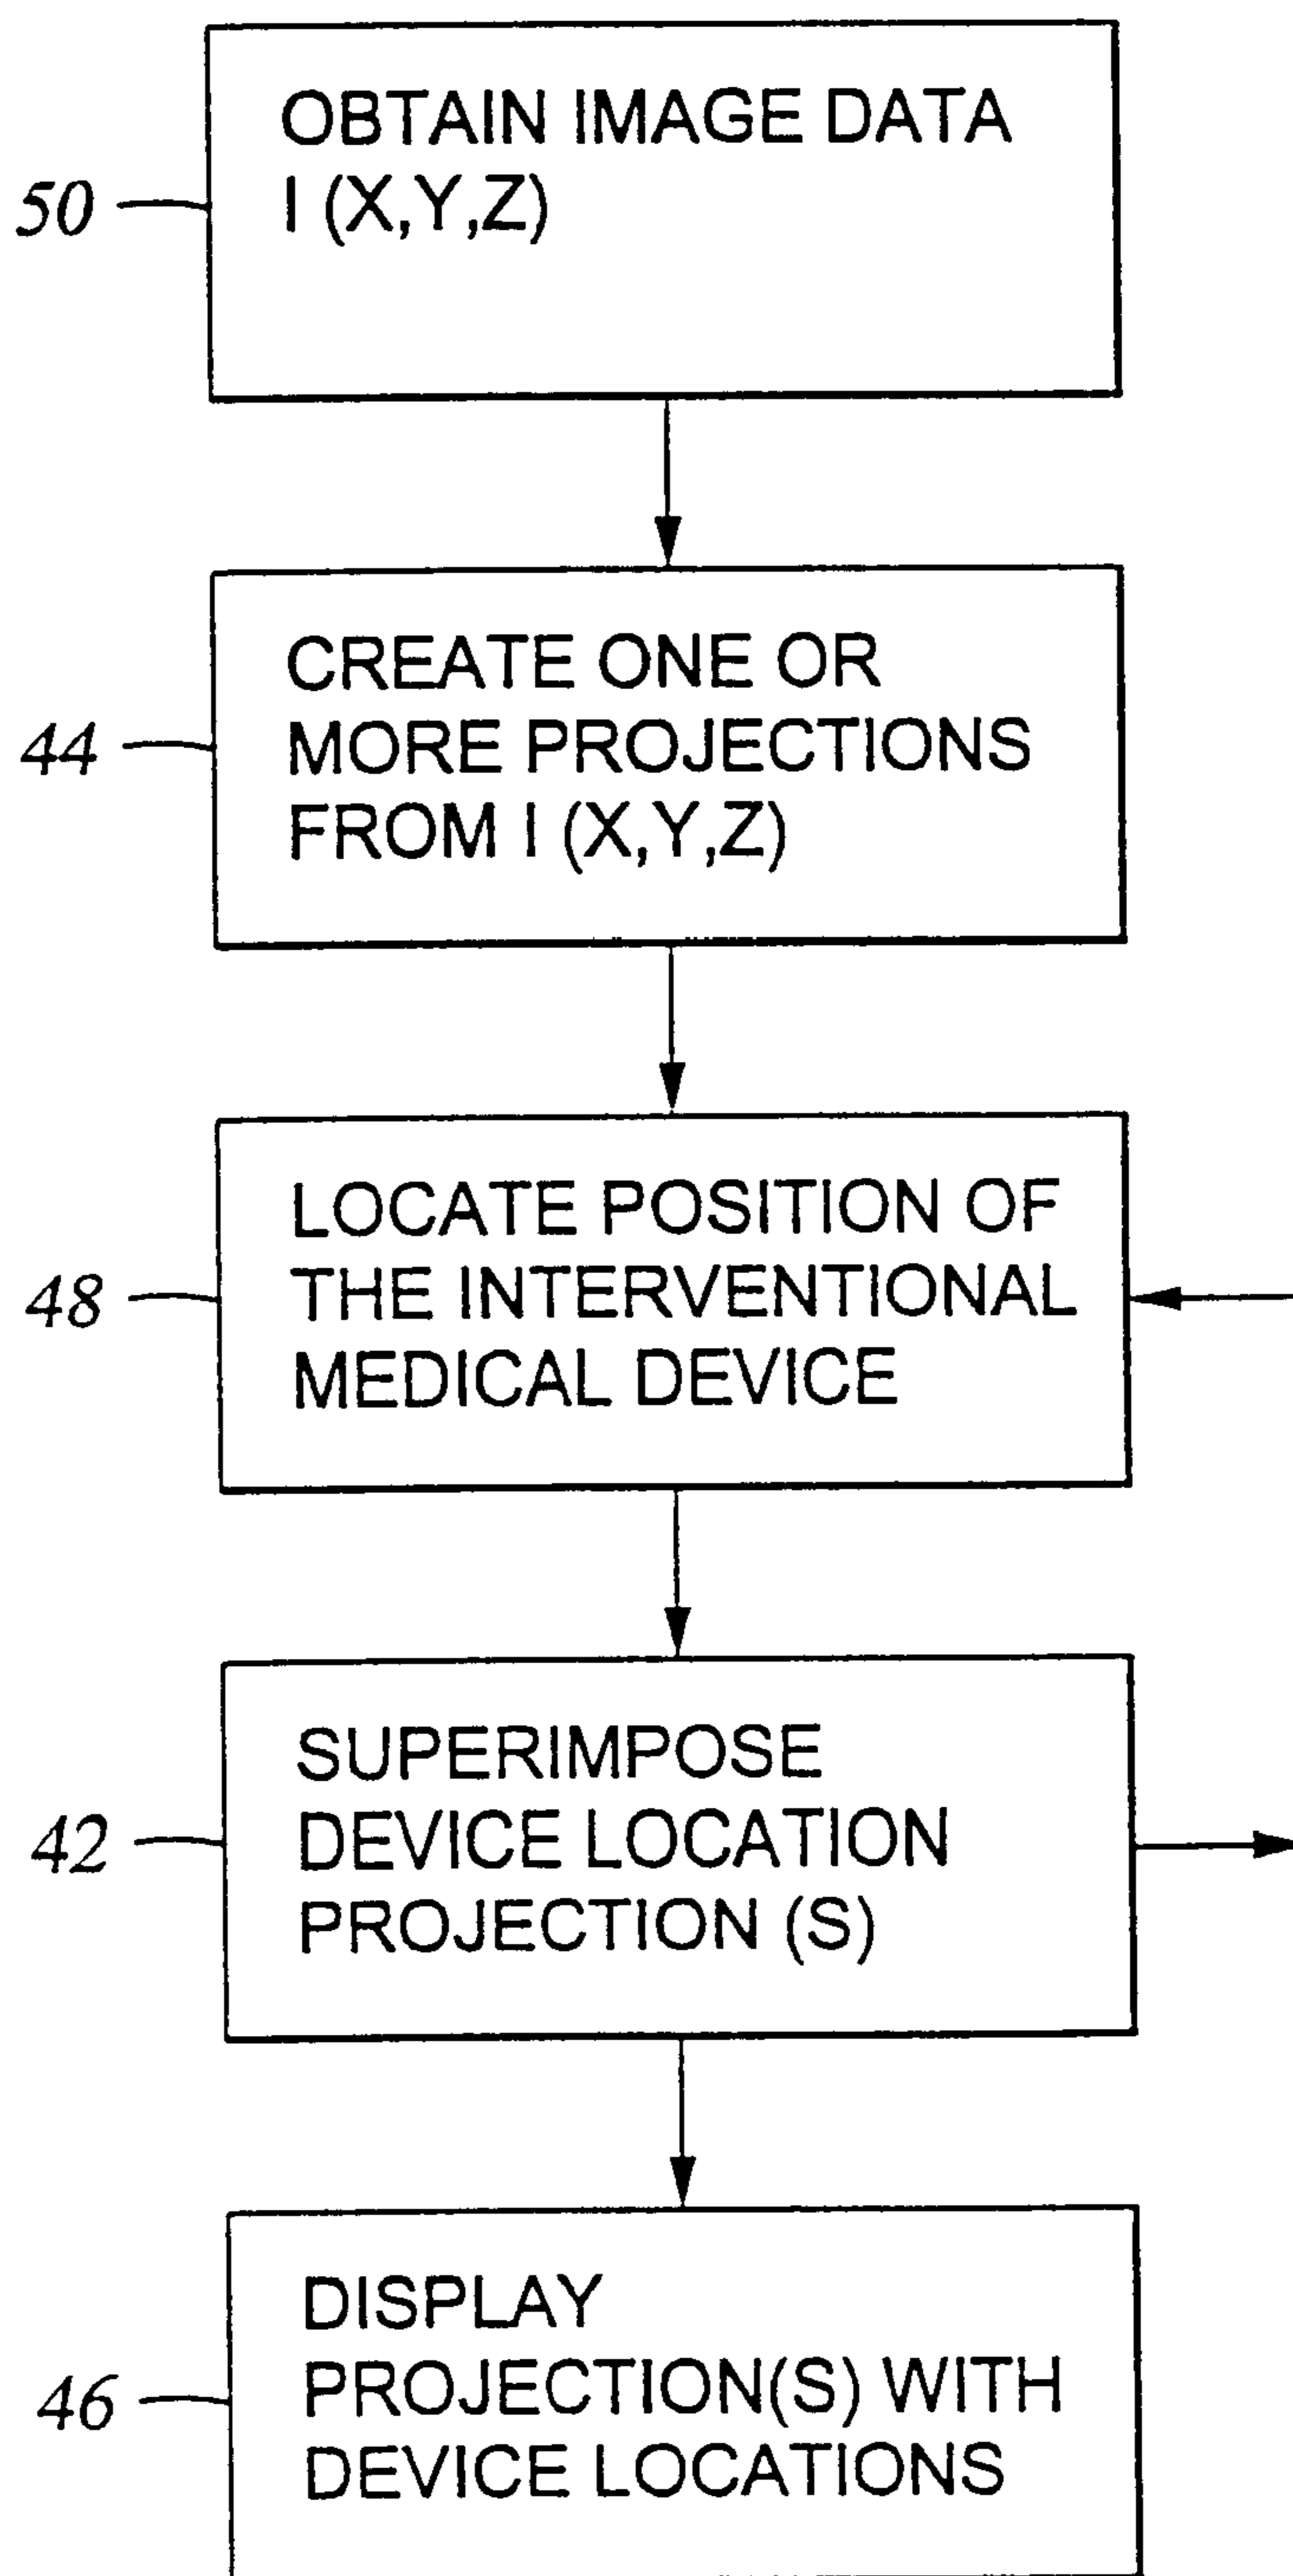 OBTAIN IMAGE DATA
I (X,Y,Z)
50
CREATE ONE OR
MORE PROJECTIONS
FROM I (X,Y,Z)
44
LOCATE POSITION OF
THE INTERVENTIONAL
MEDICAL DEVICE
48
SUPERIMPOSE
DEVICE LOCATION
PROJECTION (S)
42
DISPLAY
PROJECTION(S) WITH
DEVICE LOCATIONS
46